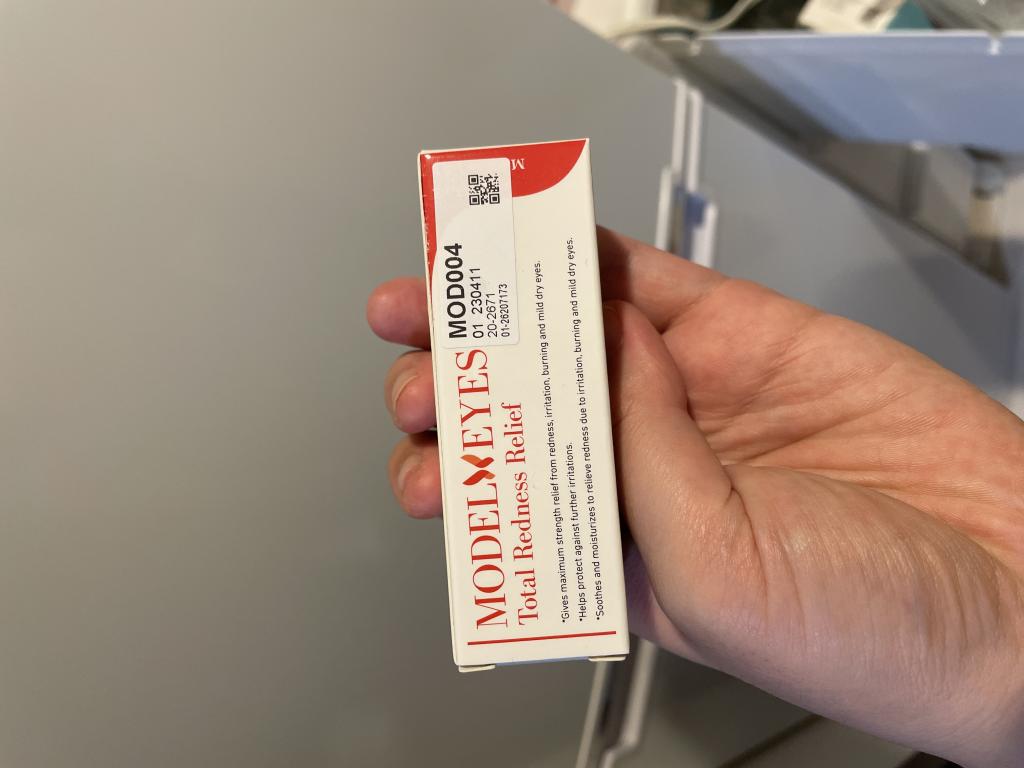 MOD004
01 230411
20-2671
01-26207173
M
MODEL EYES
Total Redness Relief
*Gives maximum strength relief from redness, irritation, burning and mild dry eyes.
*Helps protect against further irritations.
*Soothes and moisturizes to relieve redness due to irritation, burning and mild dry eyes.